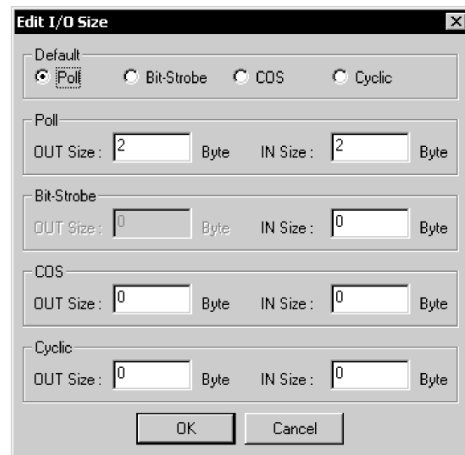 Edit I/O Size
Default
Poll Bit-Strobe COS Cyclic
Poll
OUT Size : 2 Byte IN Size : 2 Byte
Bit-Strobe
OUT Size : 0 Byte IN Size : 0 Byte
COS
OUT Size : 0 Byte IN Size : 0 Byte
Cyclic
OUT Size : 0 Byte IN Size : 0 Byte
OK Cancel